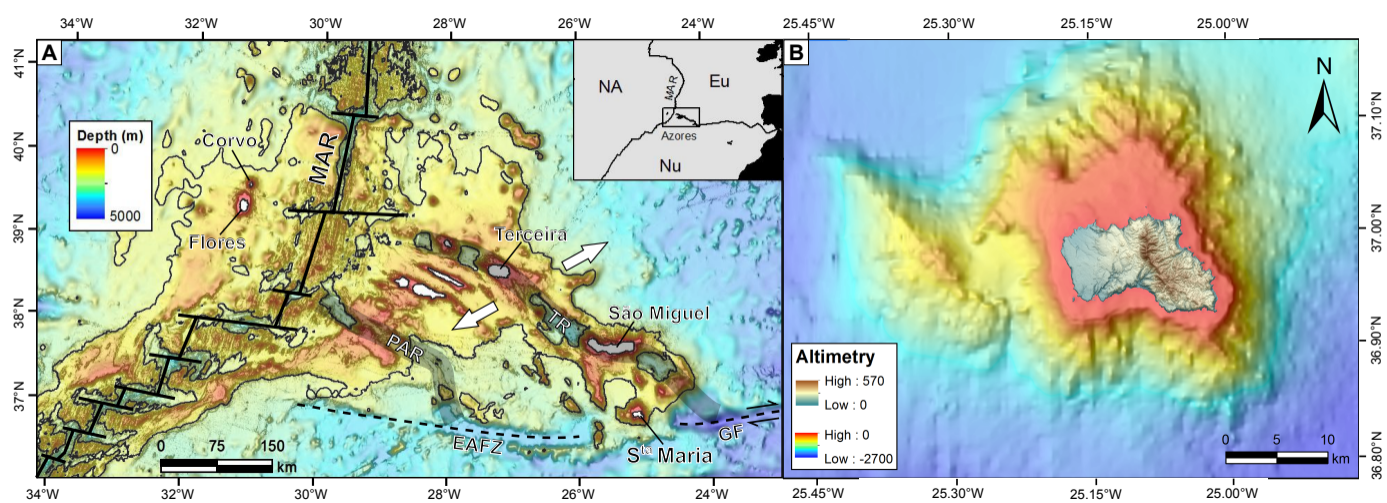 34°W 32°W 30°W 28°W 26°W 24°W
25.45°W 25.30°W 25.15°W 25.00°W
A
B
41°N
40°N
39°N
38°N
37°N
Depth (m)
0
5000
Corvo
Flores
MAR
Terceira
São Miguel
TR
PAR
EAFZ
GF
Sta Maria
NA
MAR
Eu
Azores
Nu
0 75 150
km
34°W 32°W 30°W 28°W 26°W 24°W
N
37.10°N
37.00°N
36.90°N
36.80°N
Altimetry
High : 570
Low : 0
High : 0
Low : -2700
0 5 10
km
25.45°W 25.30°W 25.15°W 25.00°W